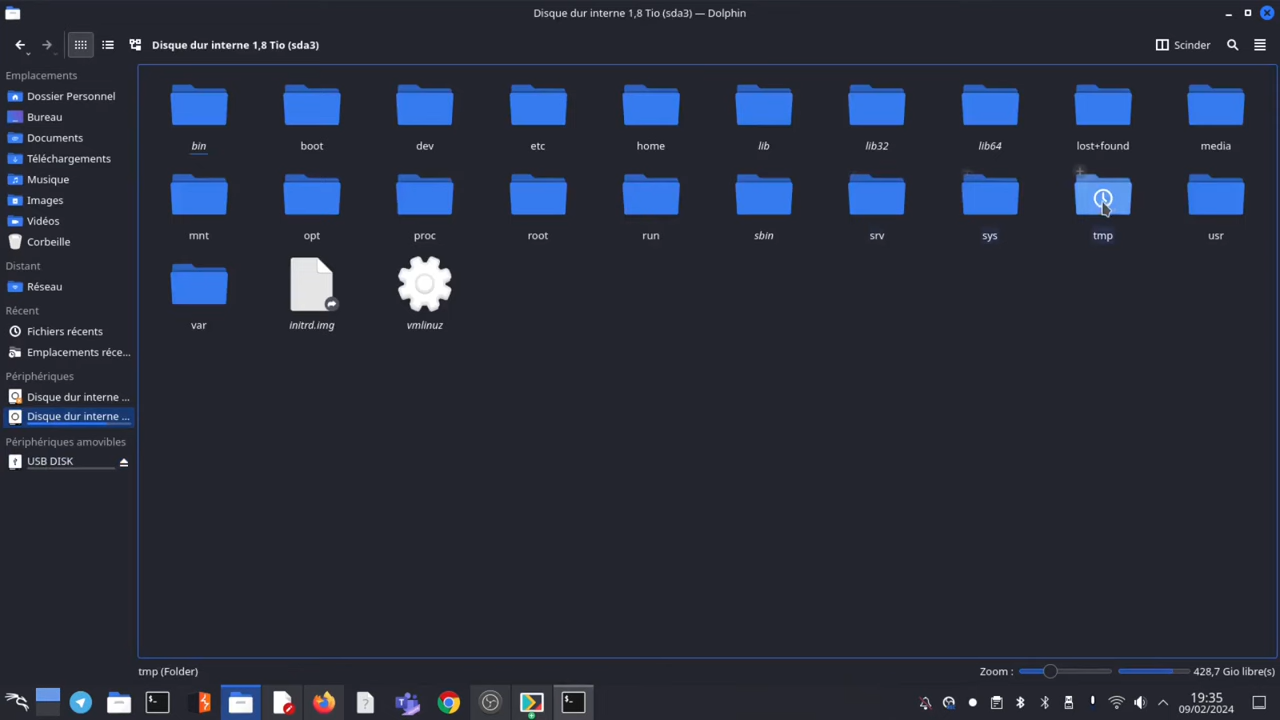 Disque dur interne 1,8 Tio (sda3) — Dolphin
Disque dur interne 1,8 Tio (sda3)
Scinder
Emplacements
Dossier Personnel
Bureau
Documents
Téléchargements
Musique
Images
Vidéos
Corbeille
Distant
Réseau
Récent
Fichiers récents
Emplacements réce...
Périphériques
Disque dur interne ...
Disque dur interne ...
Périphériques amovibles
USB DISK
bin boot dev etc home lib lib32 lib64 lost+found media
mnt opt proc root run sbin srv sys tmp usr
var initrd.img vmlinuz
tmp (Folder)
Zoom :
428,7 Gio libre(s)
19:35
09/02/2024